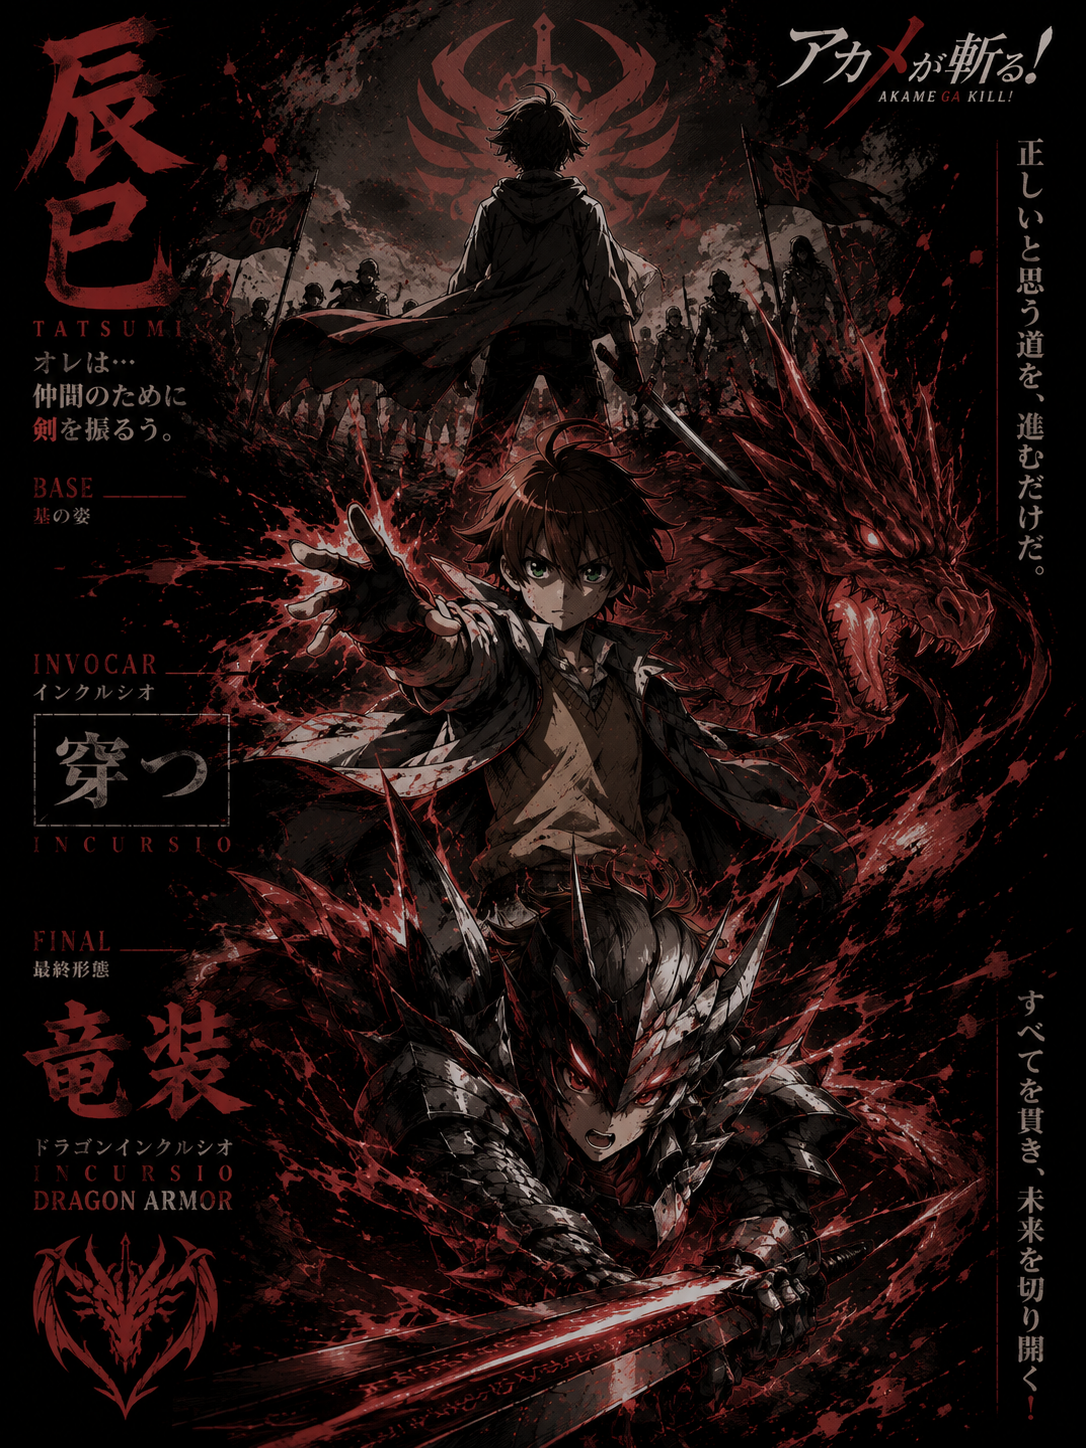 辰巳
TATSUMI
オレは…
仲間のために
剣を振るう。
BASE
基の姿
INVOCAR
インクルシオ
穿つ
INCURSIO
FINAL
最終形態
竜装
ドラゴンインクルシオ
INCURSIO
DRAGON ARMOR
アカメが斬る!
AKAME GA KILL!
正しいと思う道を、進むだけだ。
すべてを貫き、未来を切り開く!